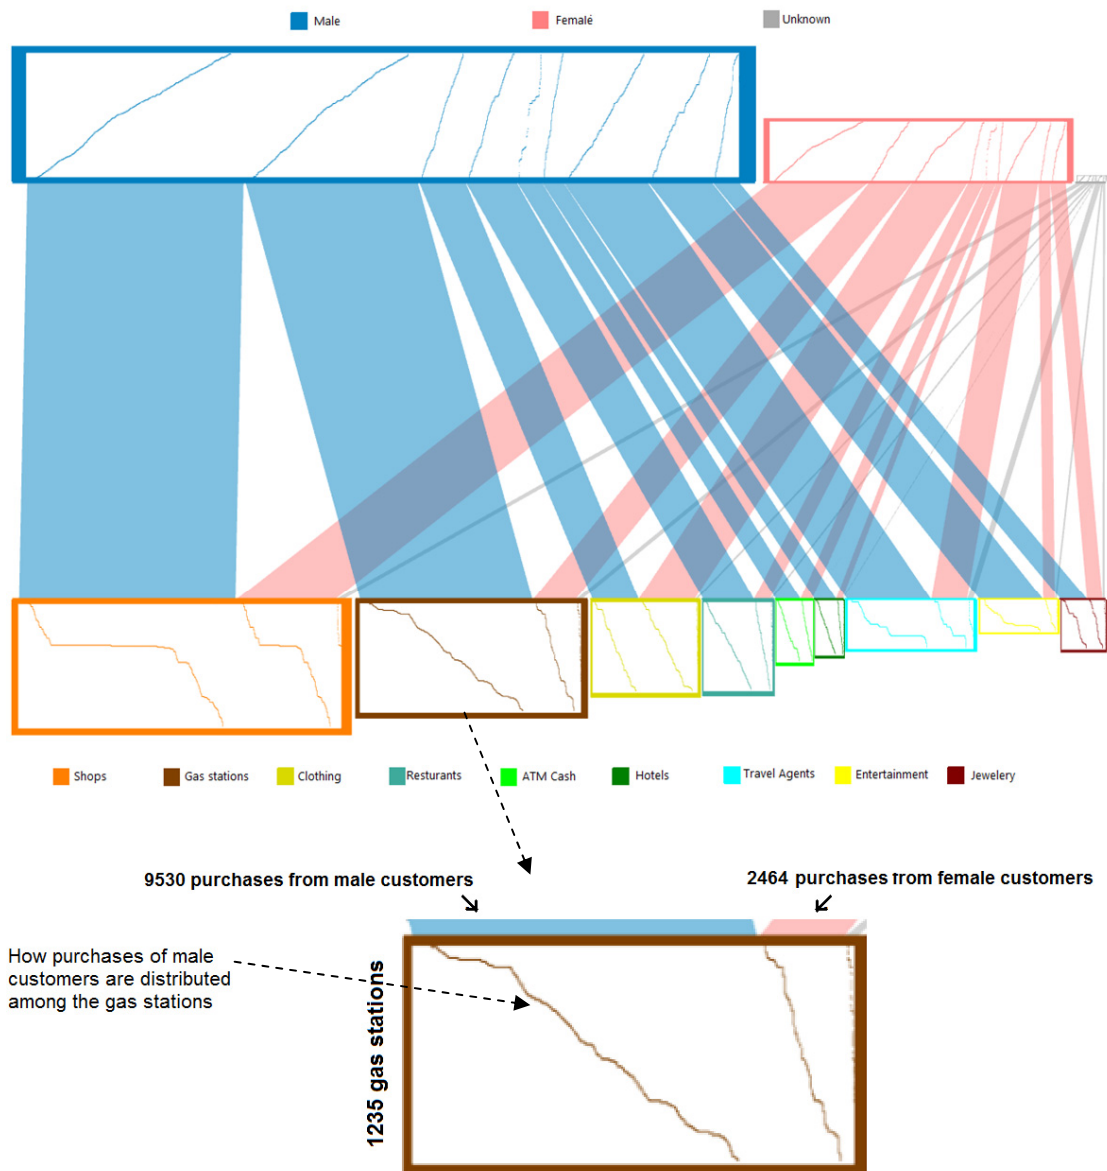 Male
Femalé
Unknown
Shops
Gas stations
Clothing
Resturants
ATM Cash
Hotels
Travel Agents
Entertainment
Jewelery
9530 purchases from male customers
2464 purchases from female customers
How purchases of male
customers are distributed
among the gas stations
1235 gas stations